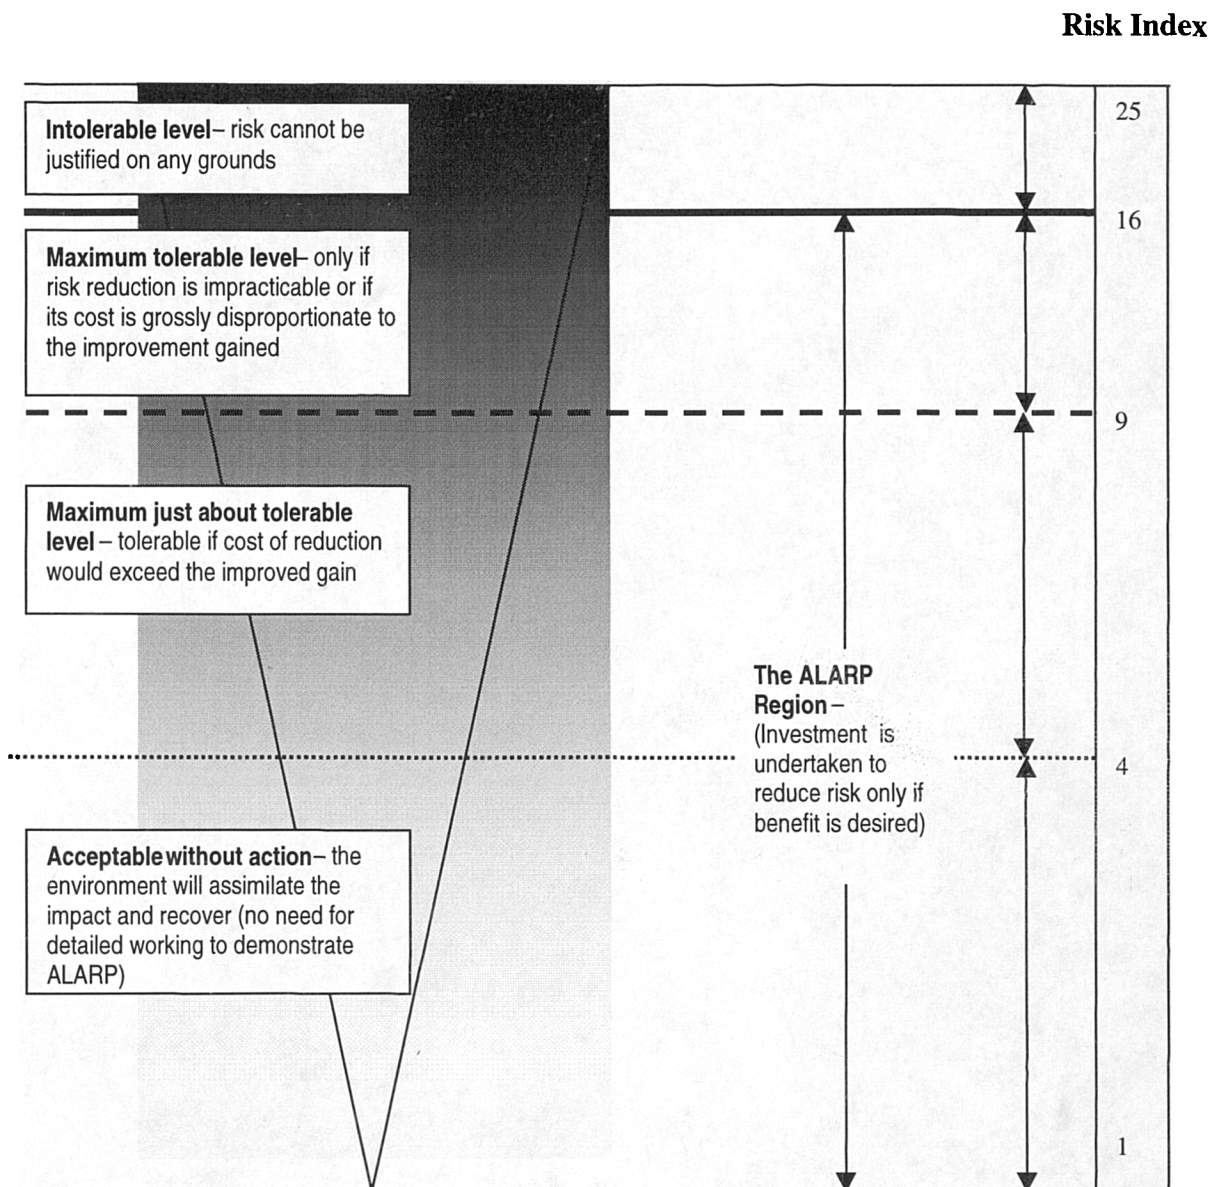 Risk Index
Intolerable level– risk cannot be
justified on any grounds
25
16
Maximum tolerable level– only if
risk reduction is impracticable or if
its cost is grossly disproportionate to
the improvement gained
9
Maximum just about tolerable
level – tolerable if cost of reduction
would exceed the improved gain
The ALARP
Region –
(Investment is
undertaken to
reduce risk only if
benefit is desired)
4
Acceptable without action– the
environment will assimilate the
impact and recover (no need for
detailed working to demonstrate
ALARP)
1